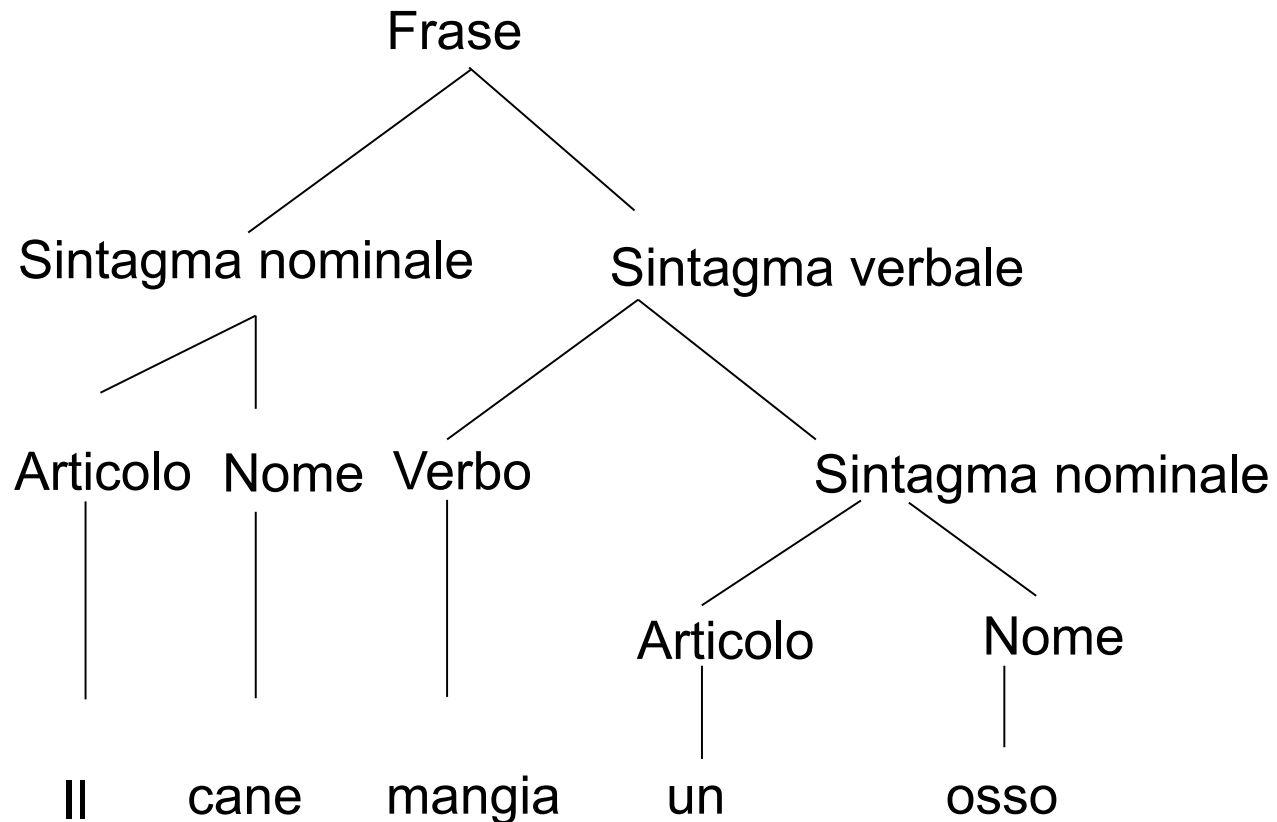 Frase
Sintagma nominale Sintagma verbale
Articolo Nome Verbo Sintagma nominale
Articolo Nome
Il cane mangia un osso